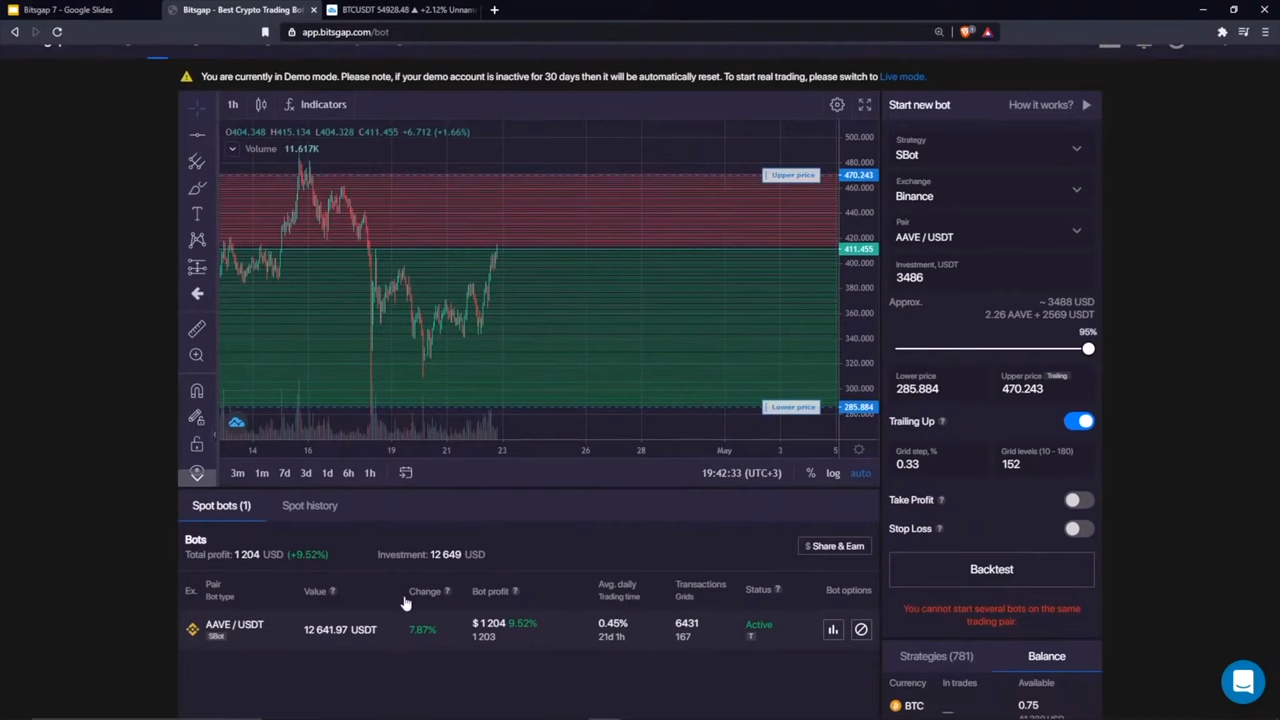 Bitsgap 7 - Google Slides
Bitsgap - Best Crypto Trading Bo
BTCUSDT 54928.48 ▲ +2.12% Unnam
app.bitsgap.com/bot
You are currently in Demo mode. Please note, if your demo account is inactive for 30 days then it will be automatically reset. To start real trading, please switch to Live mode.
1h
Indicators
O404.348 H415.134 L404.328 C411.455 +6.712 (+1.66%)
Volume 11.617K
500.000
480.000
Upper price 470.243
460.000
440.000
420.000
411.455
400.000
380.000
360.000
340.000
320.000
300.000
Lower price 285.884
280.000
14 16 19 21 23 26 28 May 3 5
3m 1m 7d 3d 1d 6h 1h
19:42:33 (UTC+3) % log auto
Start new bot How it works?
Strategy
SBot
Exchange
Binance
Pair
AAVE / USDT
Investment, USDT
3486
Approx. ~ 3488 USD
2.26 AAVE + 2569 USDT
95%
Lower price Upper price Trailing
285.884 470.243
Trailing Up ?
Grid step, % Grid levels (10 – 180)
0.33 152
Take Profit ?
Stop Loss ?
Backtest
You cannot start several bots on the same
trading pair.
Strategies (781) Balance
Currency In trades Available
BTC 0.75
Spot bots (1) Spot history
Bots
Total profit: 1 204 USD (+9.52%) Investment: 12 649 USD
$ Share & Earn
Ex. Pair Value ? Change ? Bot profit ? Avg. daily Transactions Status ? Bot options
Bot type Trading time Grids
AAVE / USDT 12 641.97 USDT 7.87% $ 1 204 9.52% 0.45% 6431 Active
SBot 1 203 21d 1h 167 T